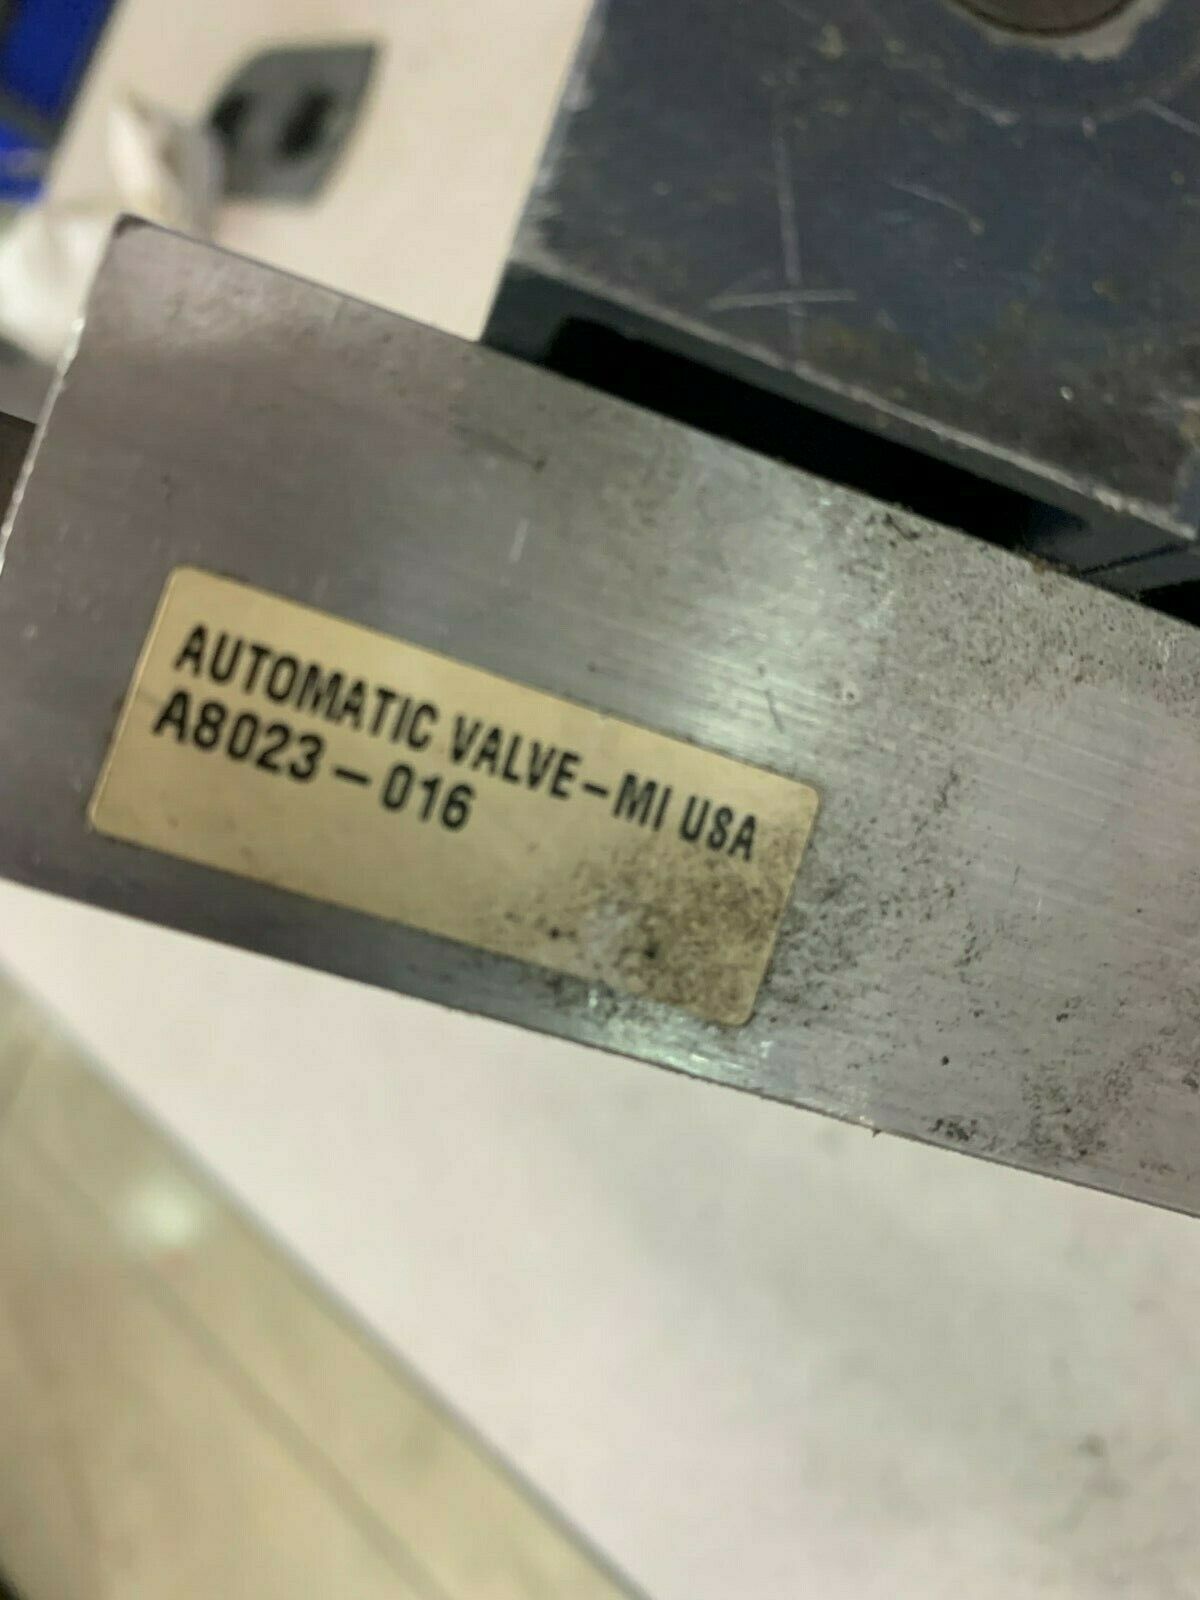 AUTOMATIC VALVE-MI USA
A8023-016